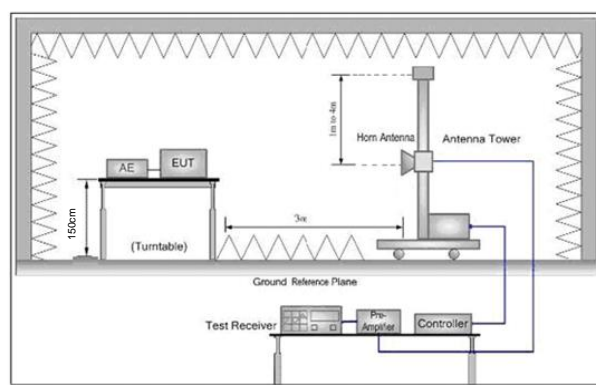 1m to 4m
Horn Antenna
Antenna Tower
AE
EUT
150cm
(Turntable)
3m
Ground Reference Plane
Test Receiver
Pre-
Amplifier
Controller